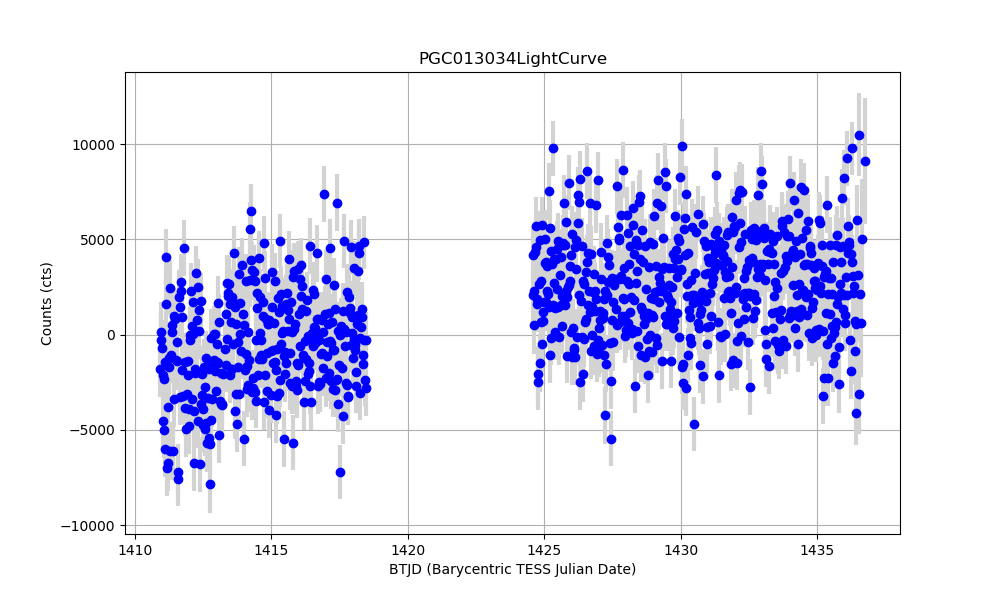 PGC013034LightCurve
10000
5000
0
−5000
−10000
Counts (cts)
1410 1415 1420 1425 1430 1435
BTJD (Barycentric TESS Julian Date)